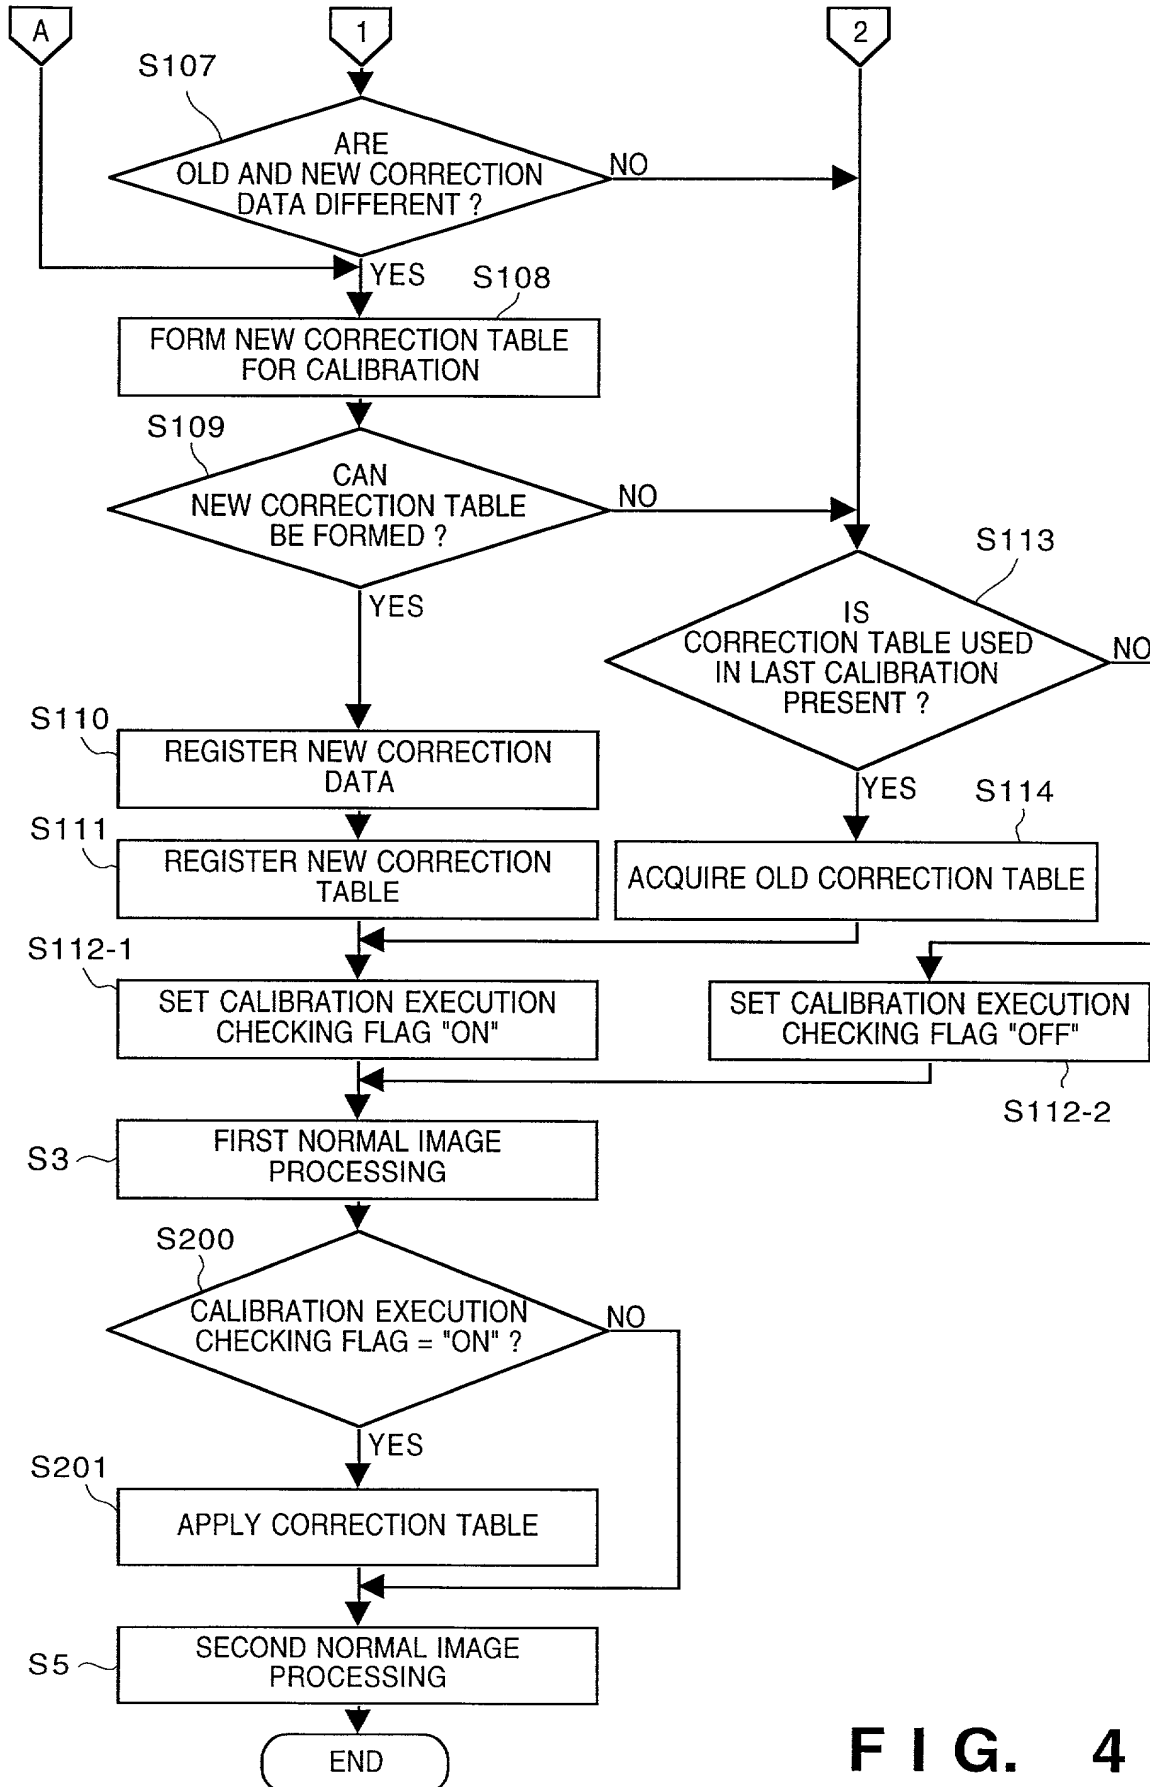 A
1
2
S107
ARE
OLD AND NEW CORRECTION
DATA DIFFERENT ?
NO
YES
S108
FORM NEW CORRECTION TABLE
FOR CALIBRATION
S109
CAN
NEW CORRECTION TABLE
BE FORMED ?
NO
YES
S113
IS
CORRECTION TABLE USED
IN LAST CALIBRATION
PRESENT ?
NO
YES
S110
REGISTER NEW CORRECTION
DATA
S111
REGISTER NEW CORRECTION
TABLE
S114
ACQUIRE OLD CORRECTION TABLE
S112-1
SET CALIBRATION EXECUTION
CHECKING FLAG "ON"
SET CALIBRATION EXECUTION
CHECKING FLAG "OFF"
S112-2
S3
FIRST NORMAL IMAGE
PROCESSING
S200
CALIBRATION EXECUTION
CHECKING FLAG = "ON" ?
NO
YES
S201
APPLY CORRECTION TABLE
S5
SECOND NORMAL IMAGE
PROCESSING
END
FIG. 4